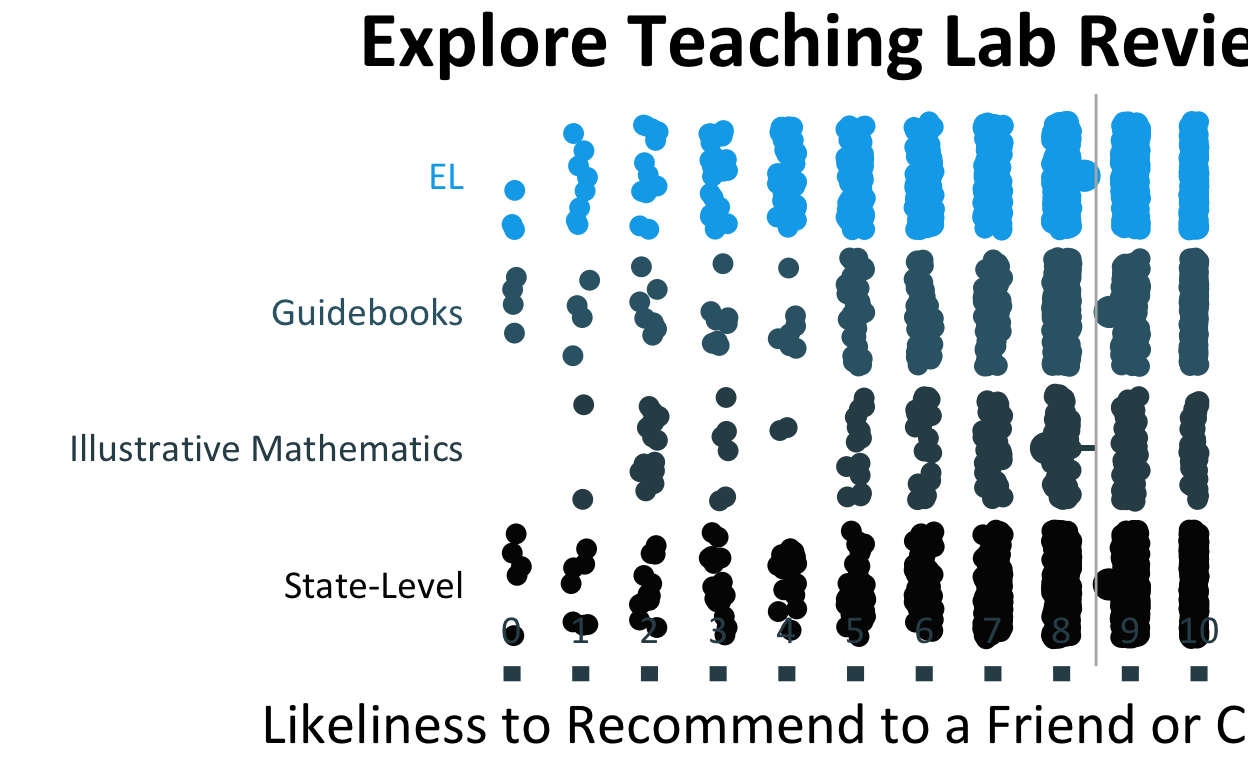 Explore Teaching Lab Revie
EL
Guidebooks
Illustrative Mathematics
State-Level
0 1 2 3 4 5 6 7 8 9 10
Likeliness to Recommend to a Friend or C